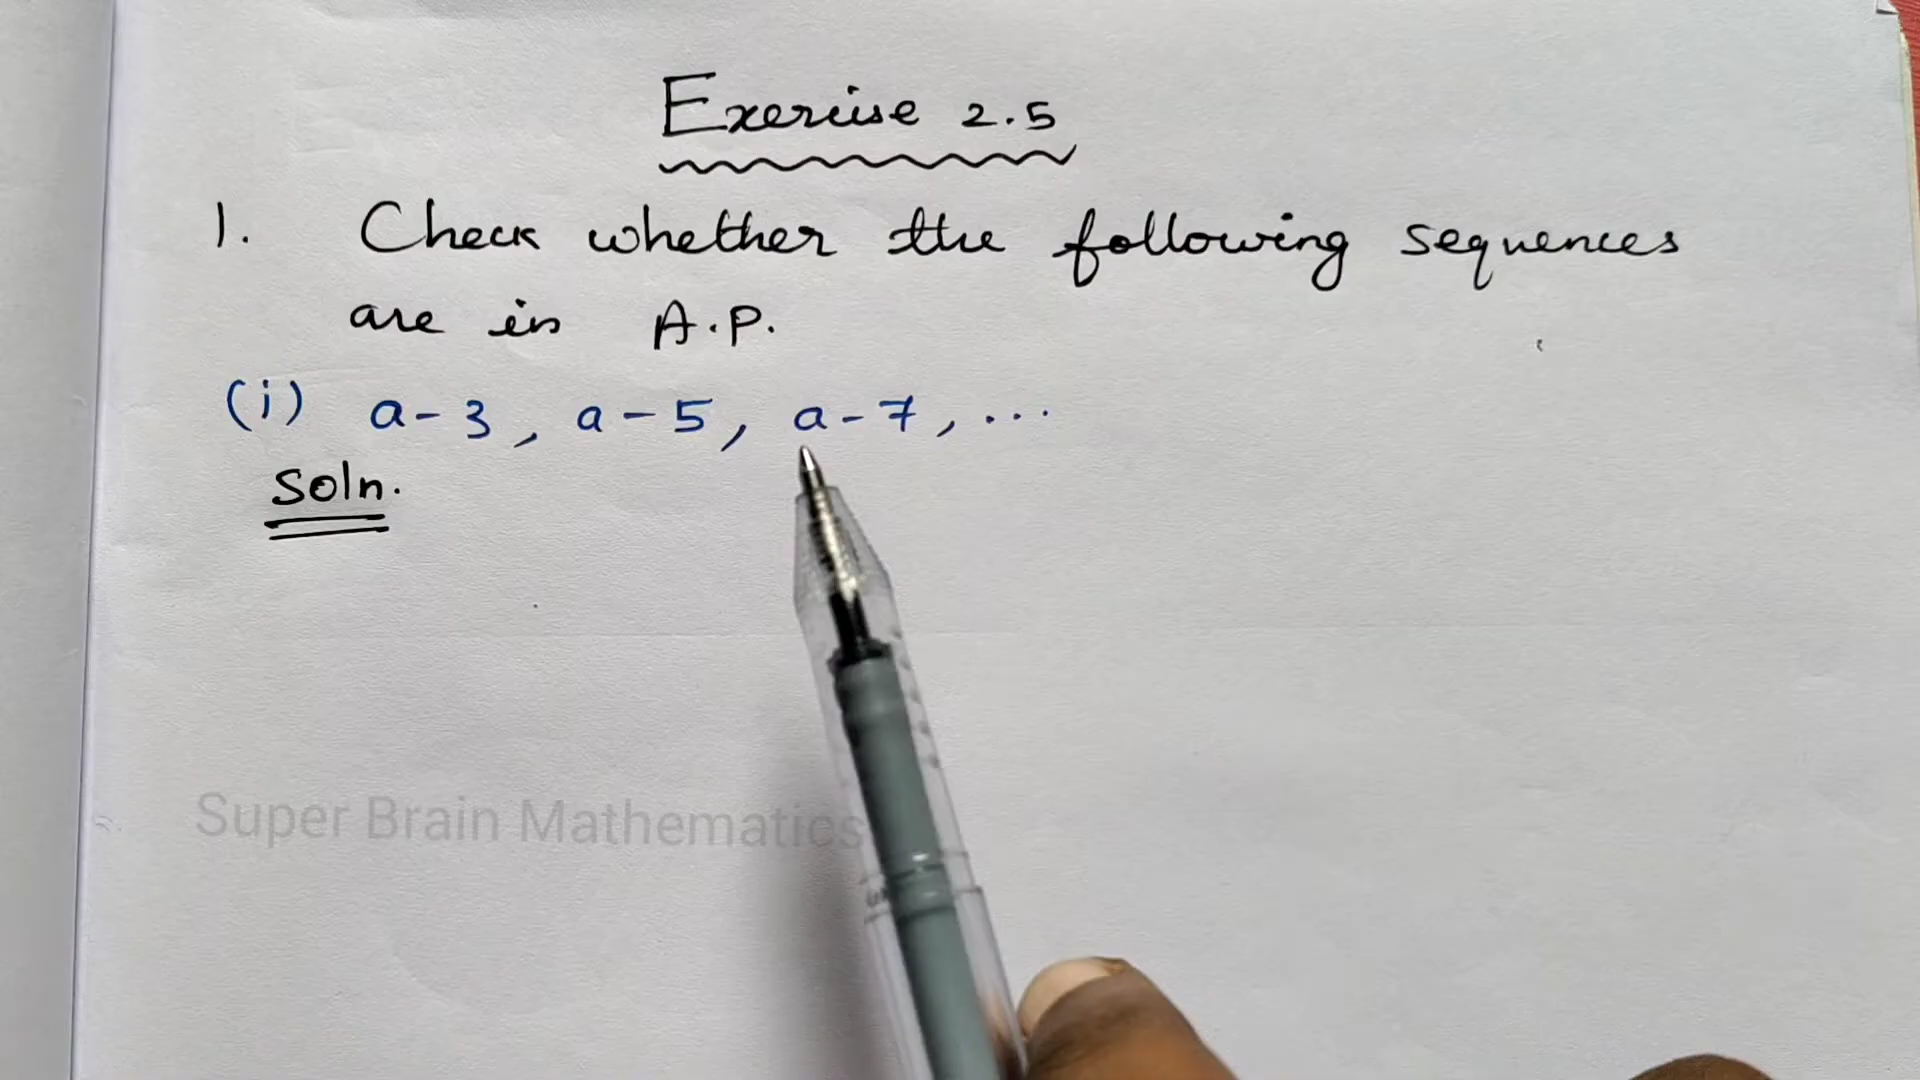 Exercise 2.5
1. Check whether the following sequences
are in A.P.
(i) a-3, a-5, a-7, ...
Soln.
Super Brain Mathematics